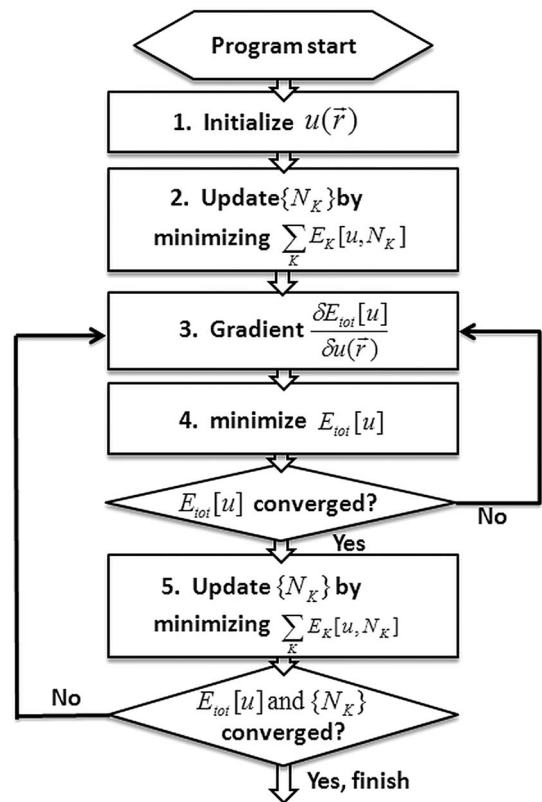 Program start
1. Initialize u(r⃗)
2. Update{N_K}by
minimizing ∑_K E_K[u,N_K]
3. Gradient δE_tot[u]/δu(r⃗)
4. minimize E_tot[u]
E_tot[u] converged?
No
Yes
5. Update {N_K} by
minimizing ∑_K E_K[u,N_K]
No
E_tot[u] and {N_K}
converged?
Yes, finish